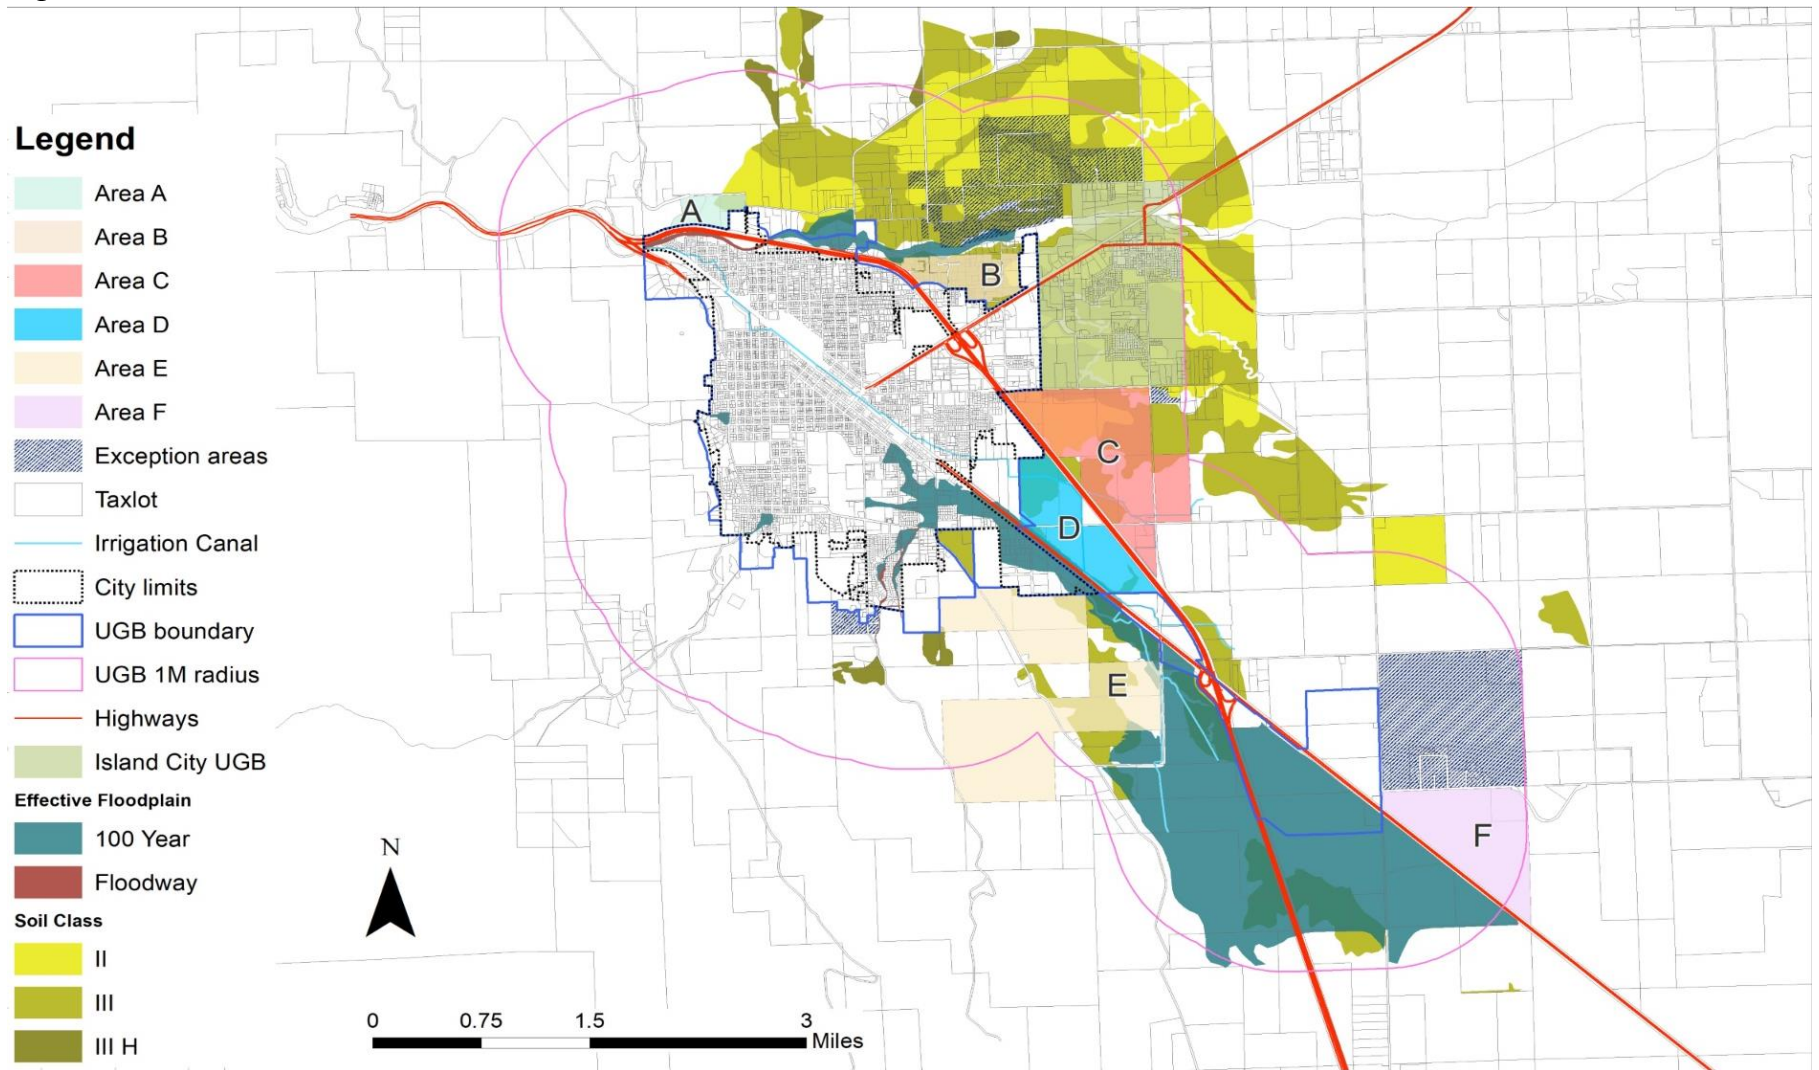 Legend
Area A
Area B
Area C
Area D
Area E
Area F
Exception areas
Taxlot
Irrigation Canal
City limits
UGB boundary
UGB 1M radius
Highways
Island City UGB
Effective Floodplain
100 Year
Floodway
Soil Class
II
III
III H
A
B
C
D
E
F
N
0 0.75 1.5 3
Miles